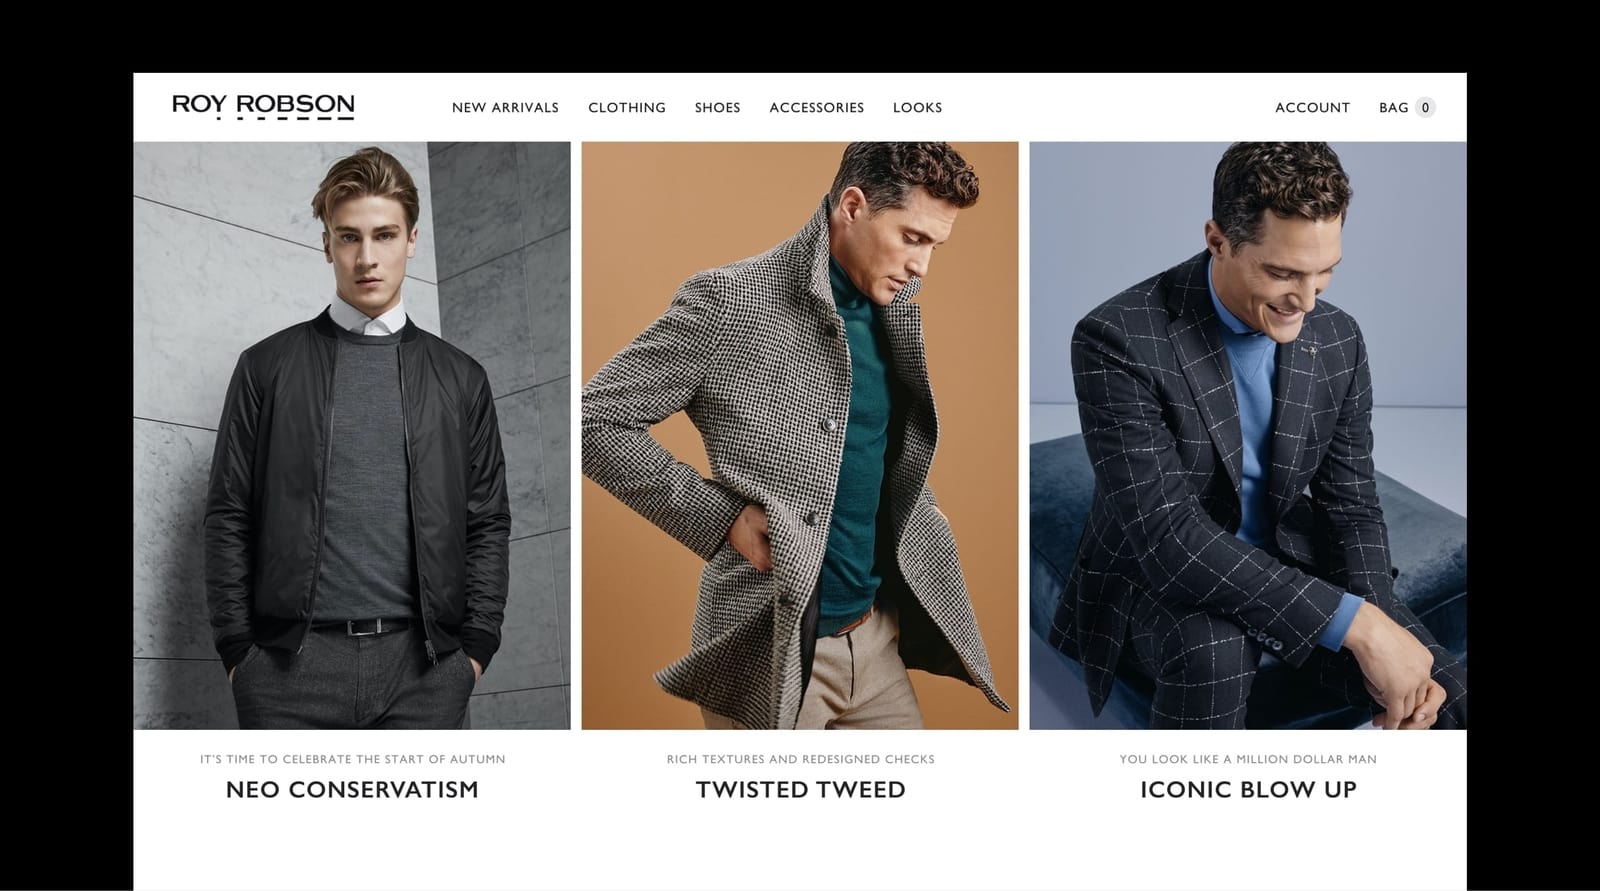 ROY ROBSON
NEW ARRIVALS
CLOTHING
SHOES
ACCESSORIES
LOOKS
ACCOUNT
BAG 0
IT'S TIME TO CELEBRATE THE START OF AUTUMN
NEO CONSERVATISM
RICH TEXTURES AND REDESIGNED CHECKS
TWISTED TWEED
YOU LOOK LIKE A MILLION DOLLAR MAN
ICONIC BLOW UP